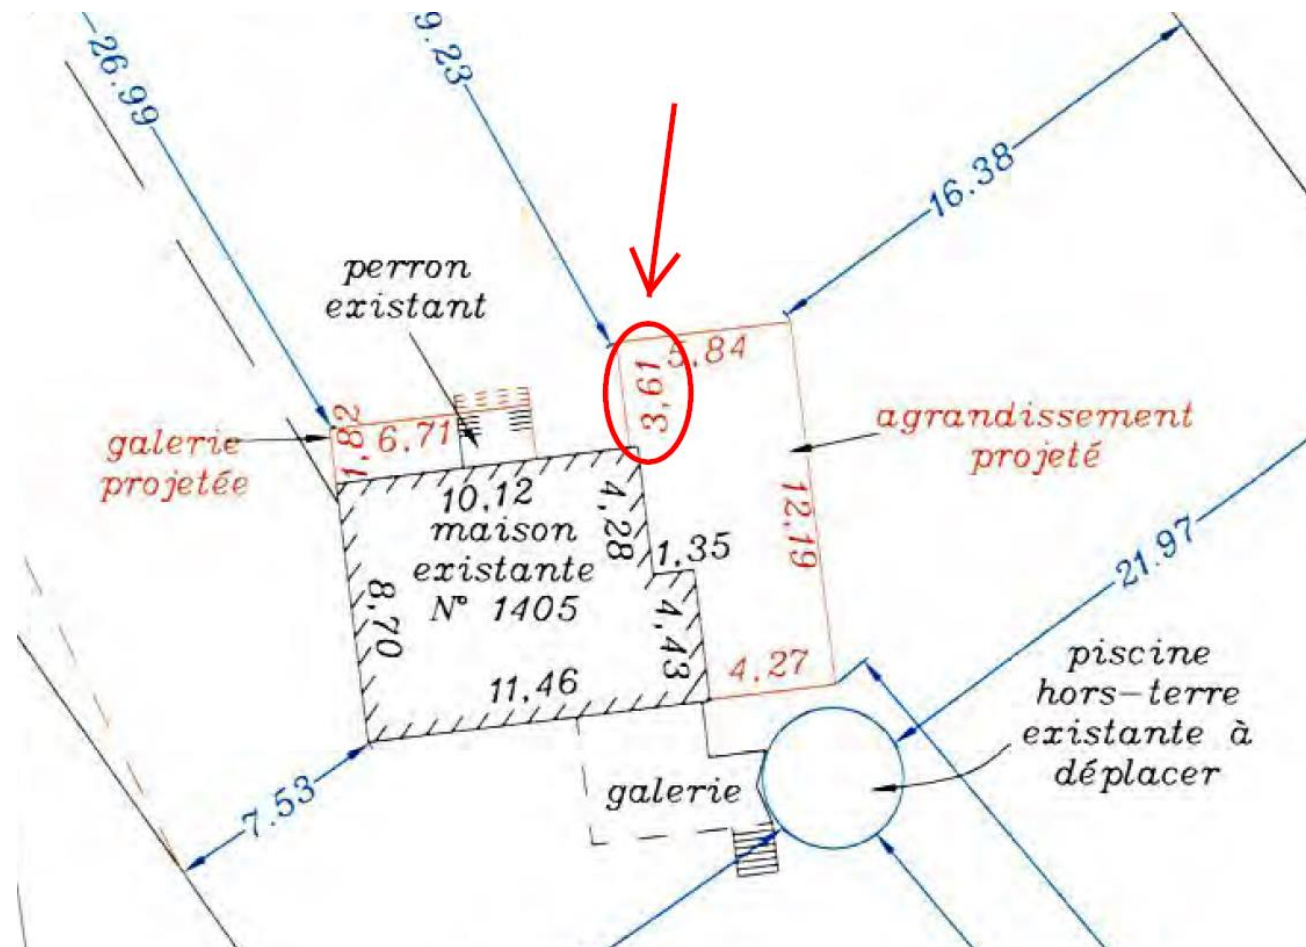 26.99
9.23
16.38
perron
existant
5,84
3,61
1,82
6.71
galerie
projetée
agrandissement
projeté
10,12
4,28
maison
existante
N° 1405
1,35
12,19
8,70
4,43
21.97
11,46
4,27
piscine
hors-terre
existante à
déplacer
galerie
7.53